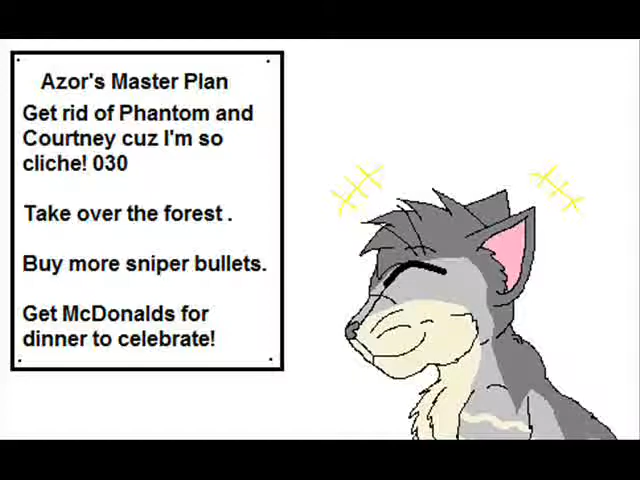 Azor's Master Plan
Get rid of Phantom and
Courtney cuz I'm so
cliche! 030
Take over the forest .
Buy more sniper bullets.
Get McDonalds for
dinner to celebrate!